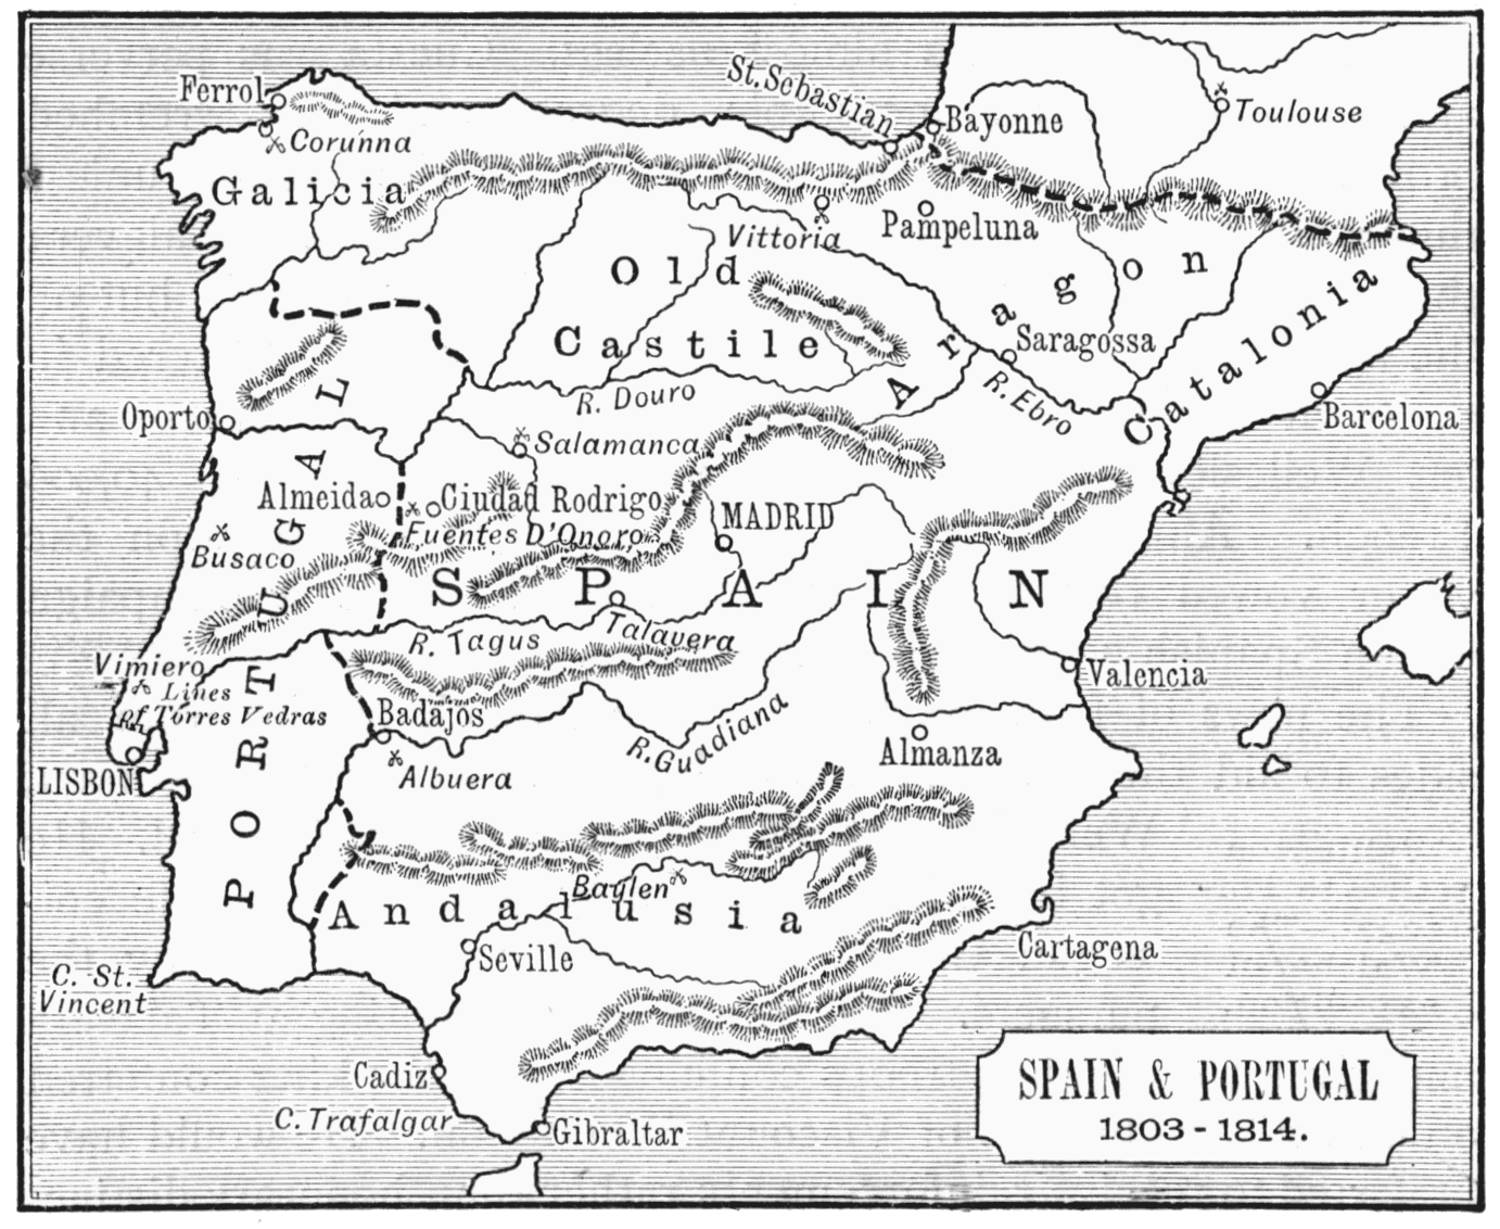 Ferrol
Corunna
Galicia
St. Sebastian
Bayonne
Toulouse
Vittoria
Pampeluna
Old
Castile
Aragon
Catalonia
Saragossa
R. Ebro
Barcelona
R. Douro
Oporto
Salamanca
Almeida
Ciudad Rodrigo
Fuentes D'Onoro
Busaco
MADRID
SPAIN
PORTUGAL
R. Tagus
Talavera
Valencia
Vimiero
Lines
of Torres Vedras
LISBON
Badajos
Albuera
R. Guadiana
Almanza
Baylen
Andalusia
Seville
Cartagena
C. St.
Vincent
Cadiz
C. Trafalgar
Gibraltar
SPAIN & PORTUGAL
1803 - 1814.